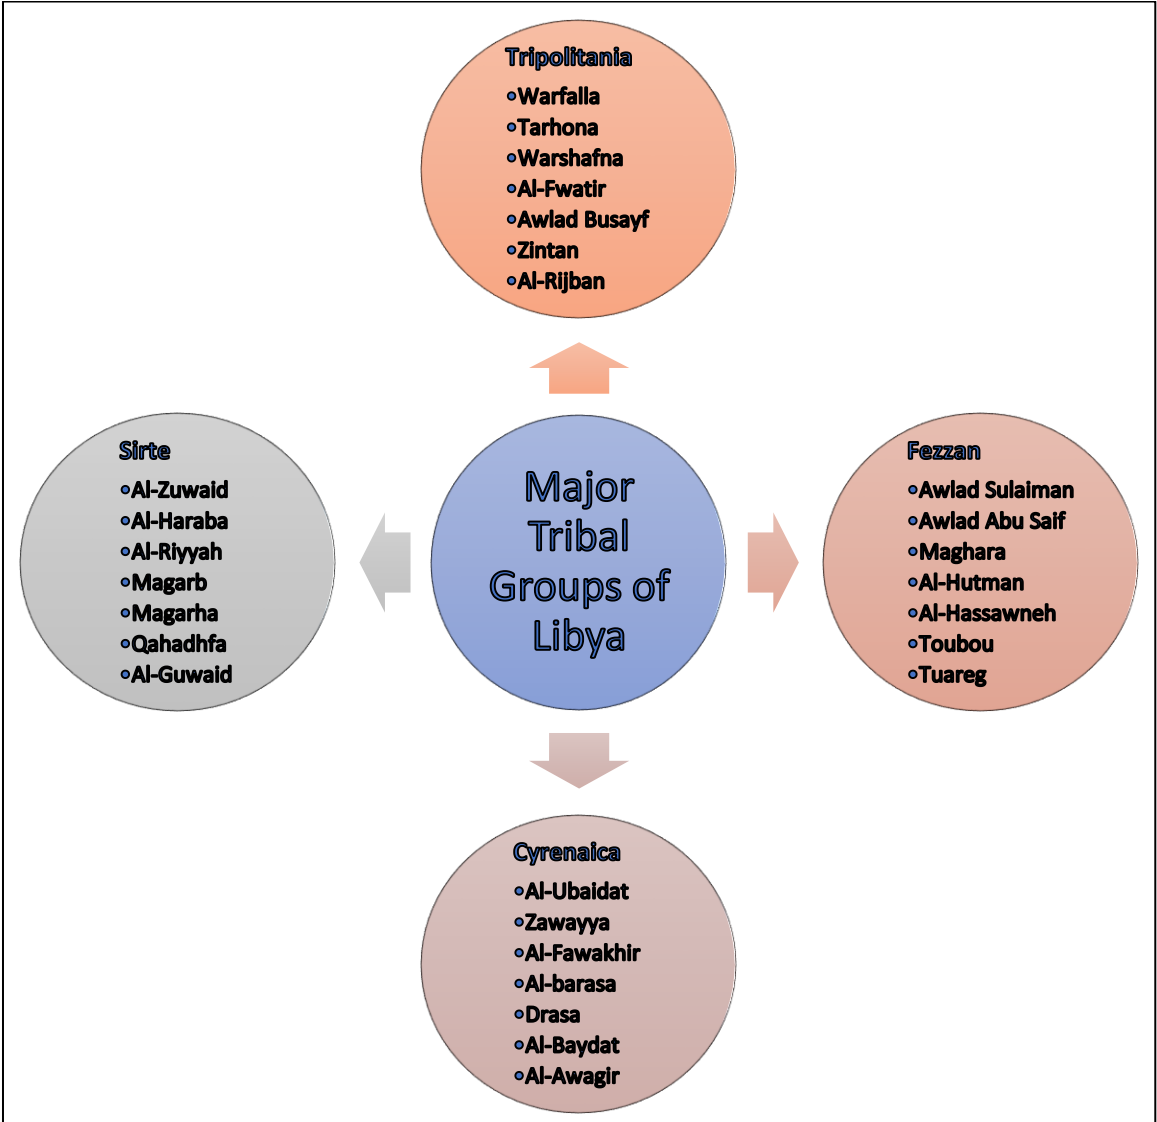 Tripolitania
•Warfalla
•Tarhona
•Warshafna
•Al-Fwatir
•Awlad Busayf
•Zintan
•Al-Rijban
Sirte
•Al-Zuwaid
•Al-Haraba
•Al-Riyyah
•Magarb
•Magarha
•Qahadhfa
•Al-Guwaid
Major
Tribal
Groups of
Libya
Fezzan
•Awlad Sulaiman
•Awlad Abu Saif
•Maghara
•Al-Hutman
•Al-Hassawneh
•Toubou
•Tuareg
Cyrenaica
•Al-Ubaidat
•Zawayya
•Al-Fawakhir
•Al-barasa
•Drasa
•Al-Baydat
•Al-Awagir